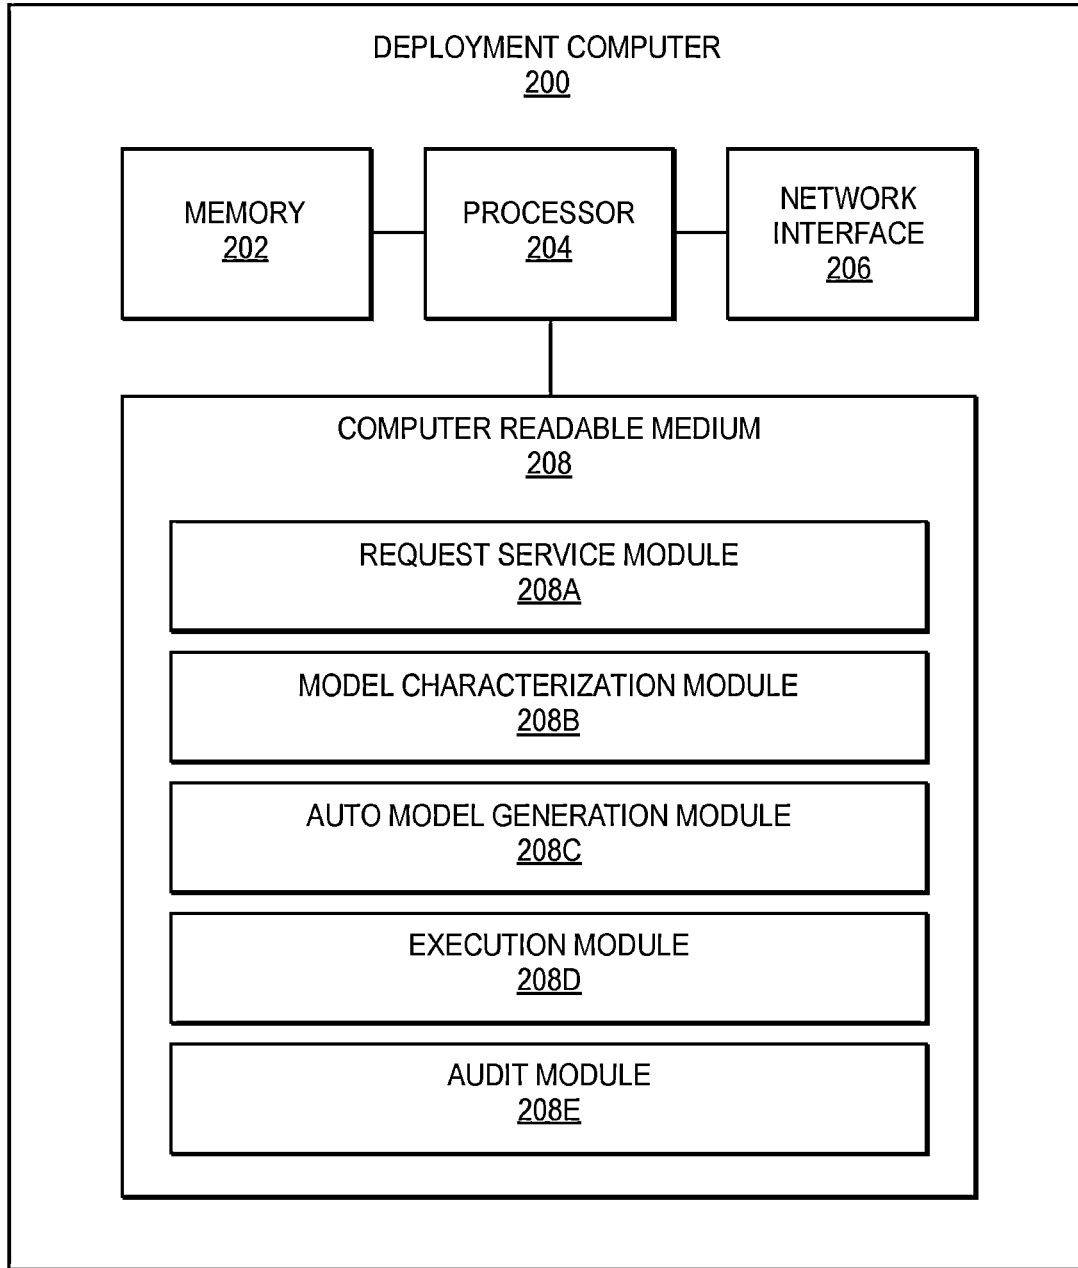 DEPLOYMENT COMPUTER
200
MEMORY
202
PROCESSOR
204
NETWORK
INTERFACE
206
COMPUTER READABLE MEDIUM
208
REQUEST SERVICE MODULE
208A
MODEL CHARACTERIZATION MODULE
208B
AUTO MODEL GENERATION MODULE
208C
EXECUTION MODULE
208D
AUDIT MODULE
208E